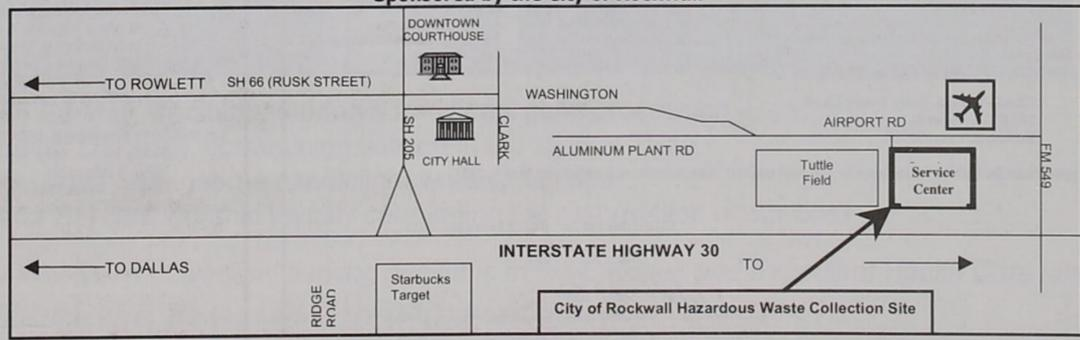 DOWNTOWN
COURTHOUSE
TO ROWLETT SH 66 (RUSK STREET)
WASHINGTON
AIRPORT RD
SH 205
CITY HALL
CLARK
ALUMINUM PLANT RD
Tuttle
Field
Service
Center
FM 549
INTERSTATE HIGHWAY 30
TO DALLAS
TO
RIDGE
ROAD
Starbucks
Target
City of Rockwall Hazardous Waste Collection Site